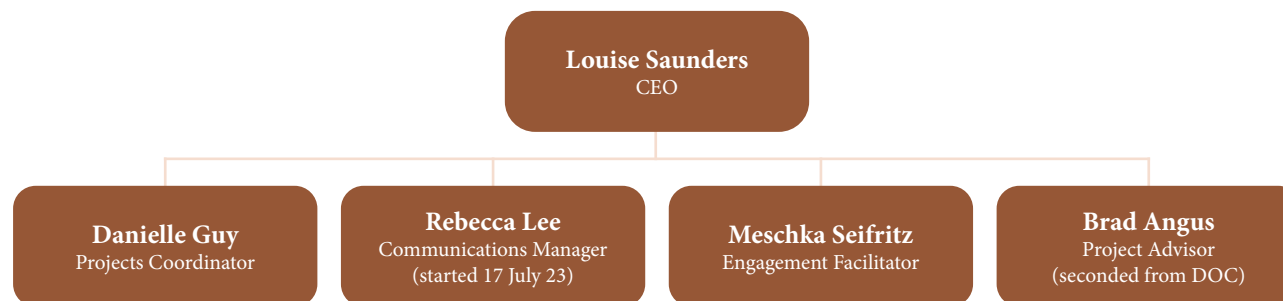 Louise Saunders
CEO
Danielle Guy
Projects Coordinator
Rebecca Lee
Communications Manager
(started 17 July 23)
Meschka Seifritz
Engagement Facilitator
Brad Angus
Project Advisor
(seconded from DOC)